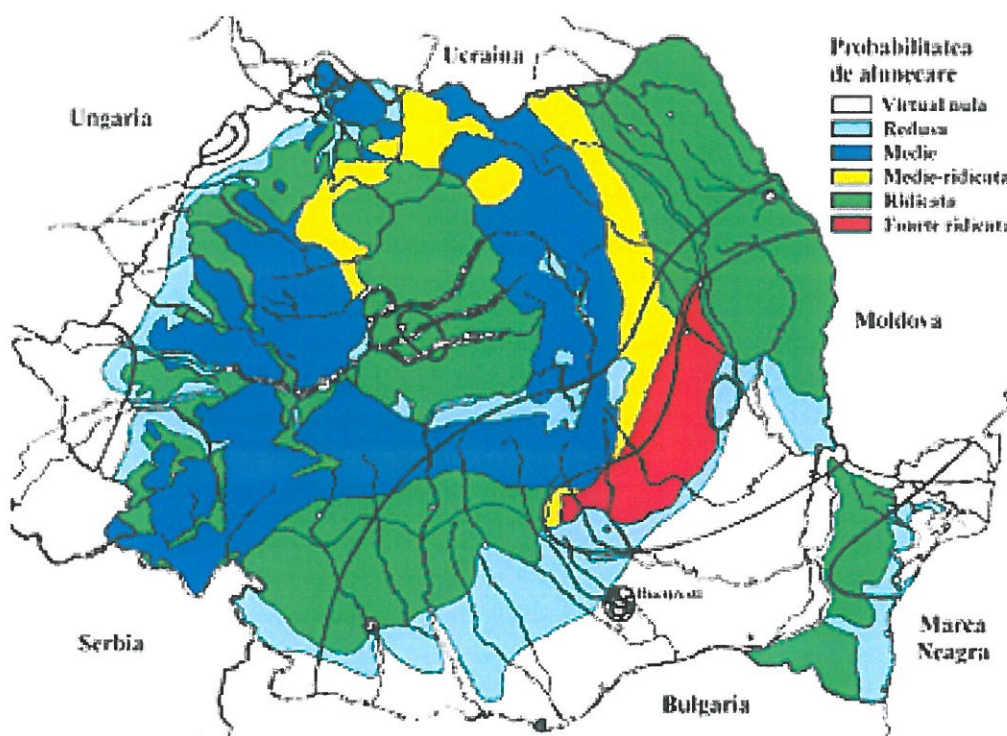 Ucraina
Probabilitatea
de alunecare
Virtual nula
Redusa
Medie
Medie-ridicata
Ridicata
Foarte ridicata
Ungaria
Moldova
Bucuresti
Serbia
Marea
Neagra
Bulgaria